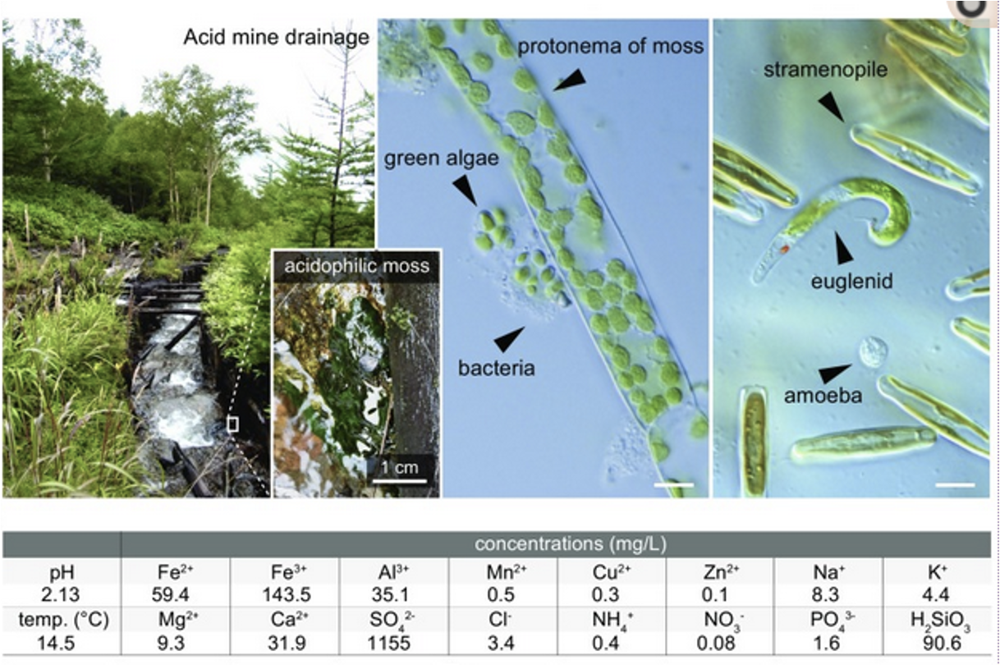 Acid mine drainage
acidophilic moss
1 cm
protonema of moss
green algae
bacteria
stramenopile
euglenid
amoeba
concentrations (mg/L)
pH Fe²⁺ Fe³⁺ Al³⁺ Mn²⁺ Cu²⁺ Zn²⁺ Na⁺ K⁺
2.13 59.4 143.5 35.1 0.5 0.3 0.1 8.3 4.4
temp. (°C) Mg²⁺ Ca²⁺ SO₄²⁻ Cl⁻ NH₄⁺ NO₃⁻ PO₄³⁻ H₂SiO₃
14.5 9.3 31.9 1155 3.4 0.4 0.08 1.6 90.6